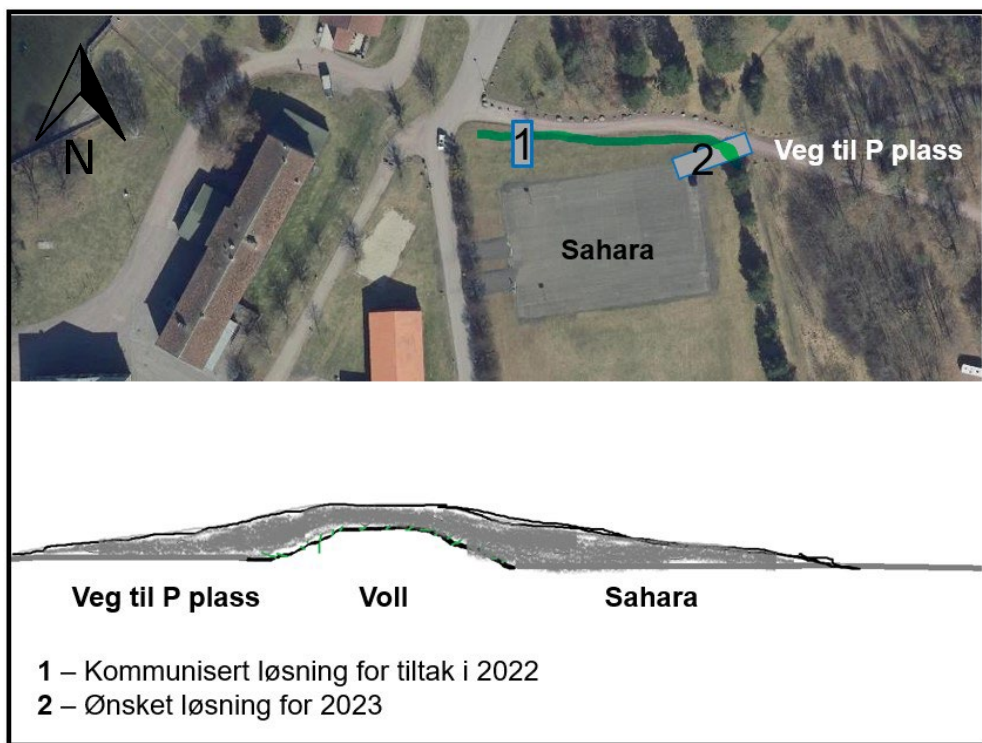 N
1
2
Veg til P plass
Sahara
Veg til P plass Voll Sahara
1 – Kommunisert løsning for tiltak i 2022
2 – Ønsket løsning for 2023